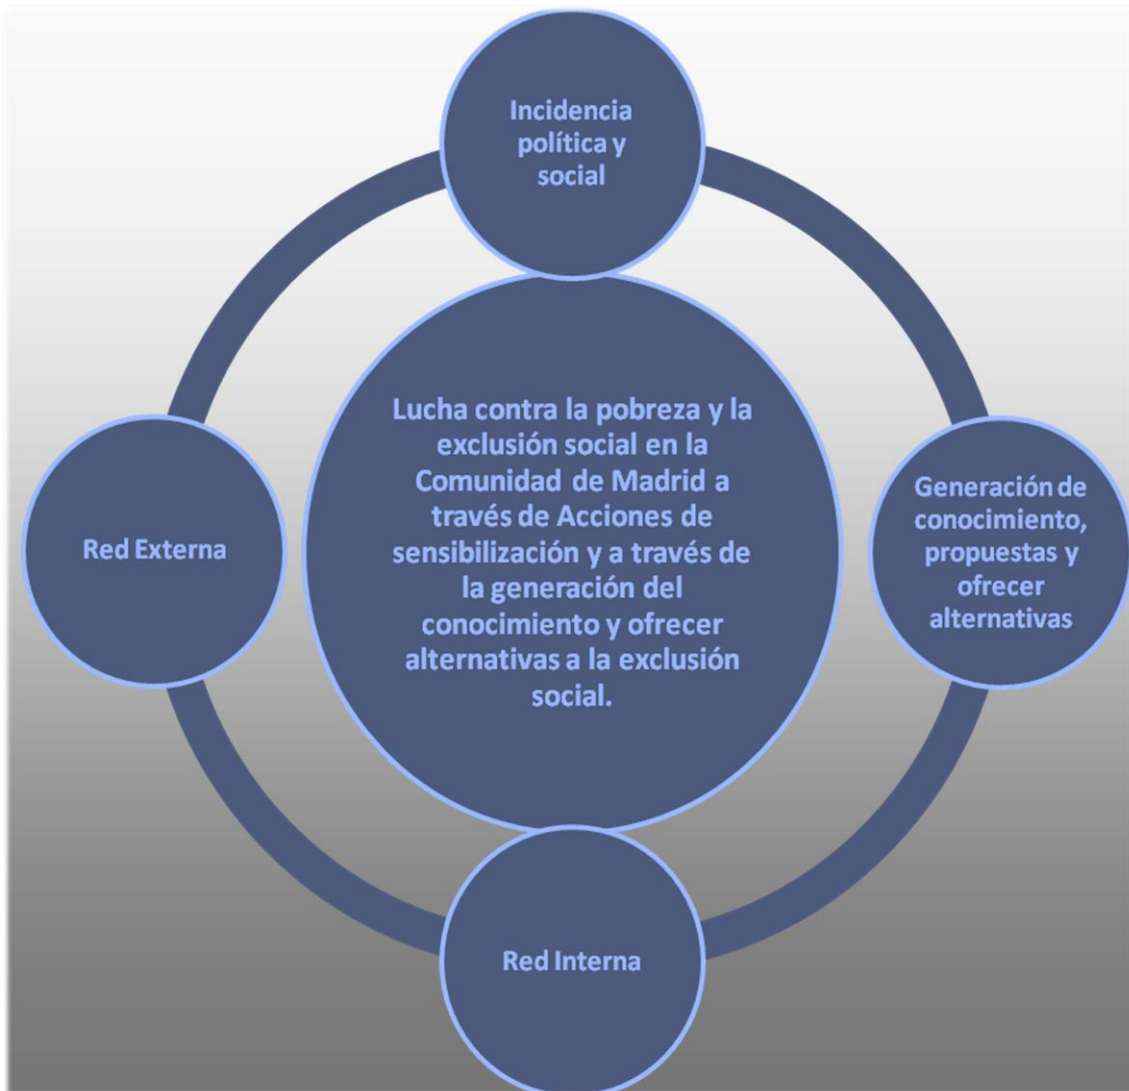 Incidencia
política y
social
Lucha contra la pobreza y la
exclusión social en la
Comunidad de Madrid a
través de Acciones de
sensibilización y a través de
la generación del
conocimiento y ofrecer
alternativas a la exclusión
social.
Generación de
conocimiento,
propuestas y
ofrecer
alternativas
Red Externa
Red Interna